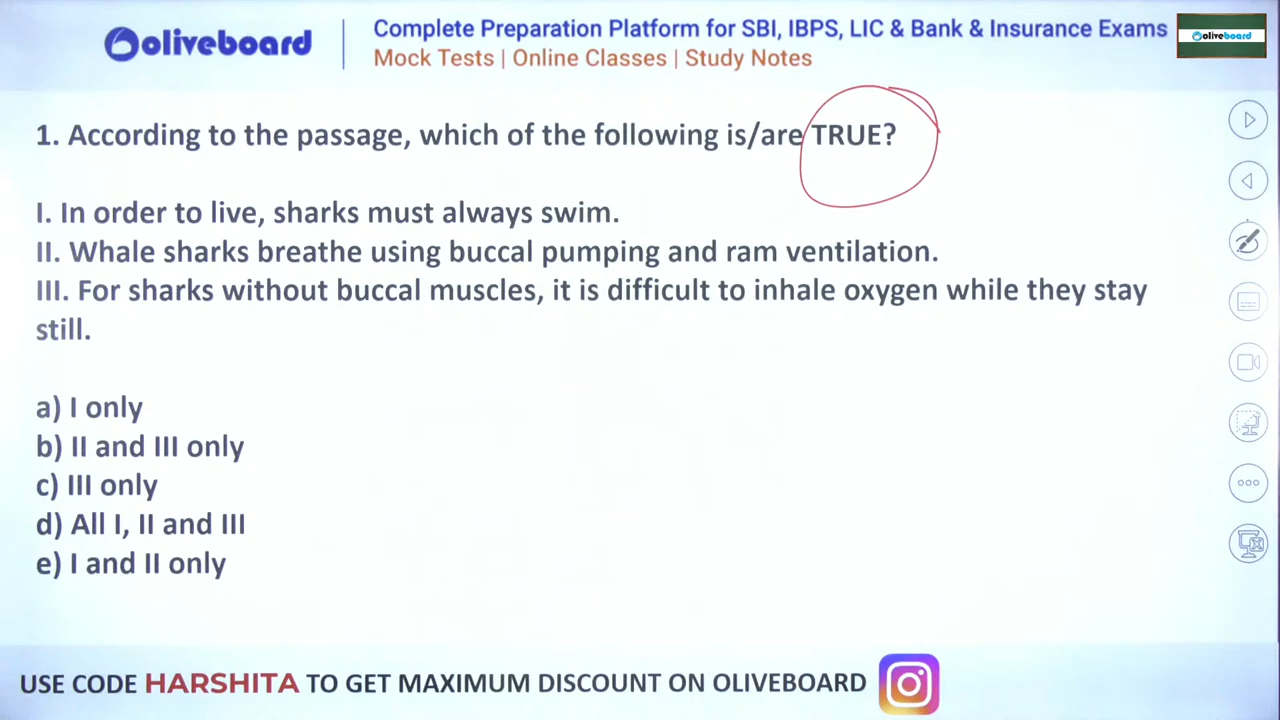 oliveboard
Complete Preparation Platform for SBI, IBPS, LIC & Bank & Insurance Exams
Mock Tests | Online Classes | Study Notes
oliveboard
1. According to the passage, which of the following is/are TRUE?
I. In order to live, sharks must always swim.
II. Whale sharks breathe using buccal pumping and ram ventilation.
III. For sharks without buccal muscles, it is difficult to inhale oxygen while they stay
still.
a) I only
b) II and III only
c) III only
d) All I, II and III
e) I and II only
USE CODE HARSHITA TO GET MAXIMUM DISCOUNT ON OLIVEBOARD